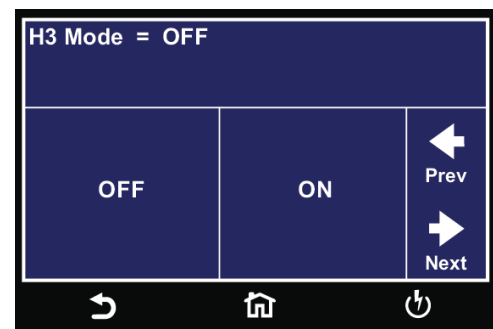 H3 Mode = OFF
OFF
ON
Prev
Next